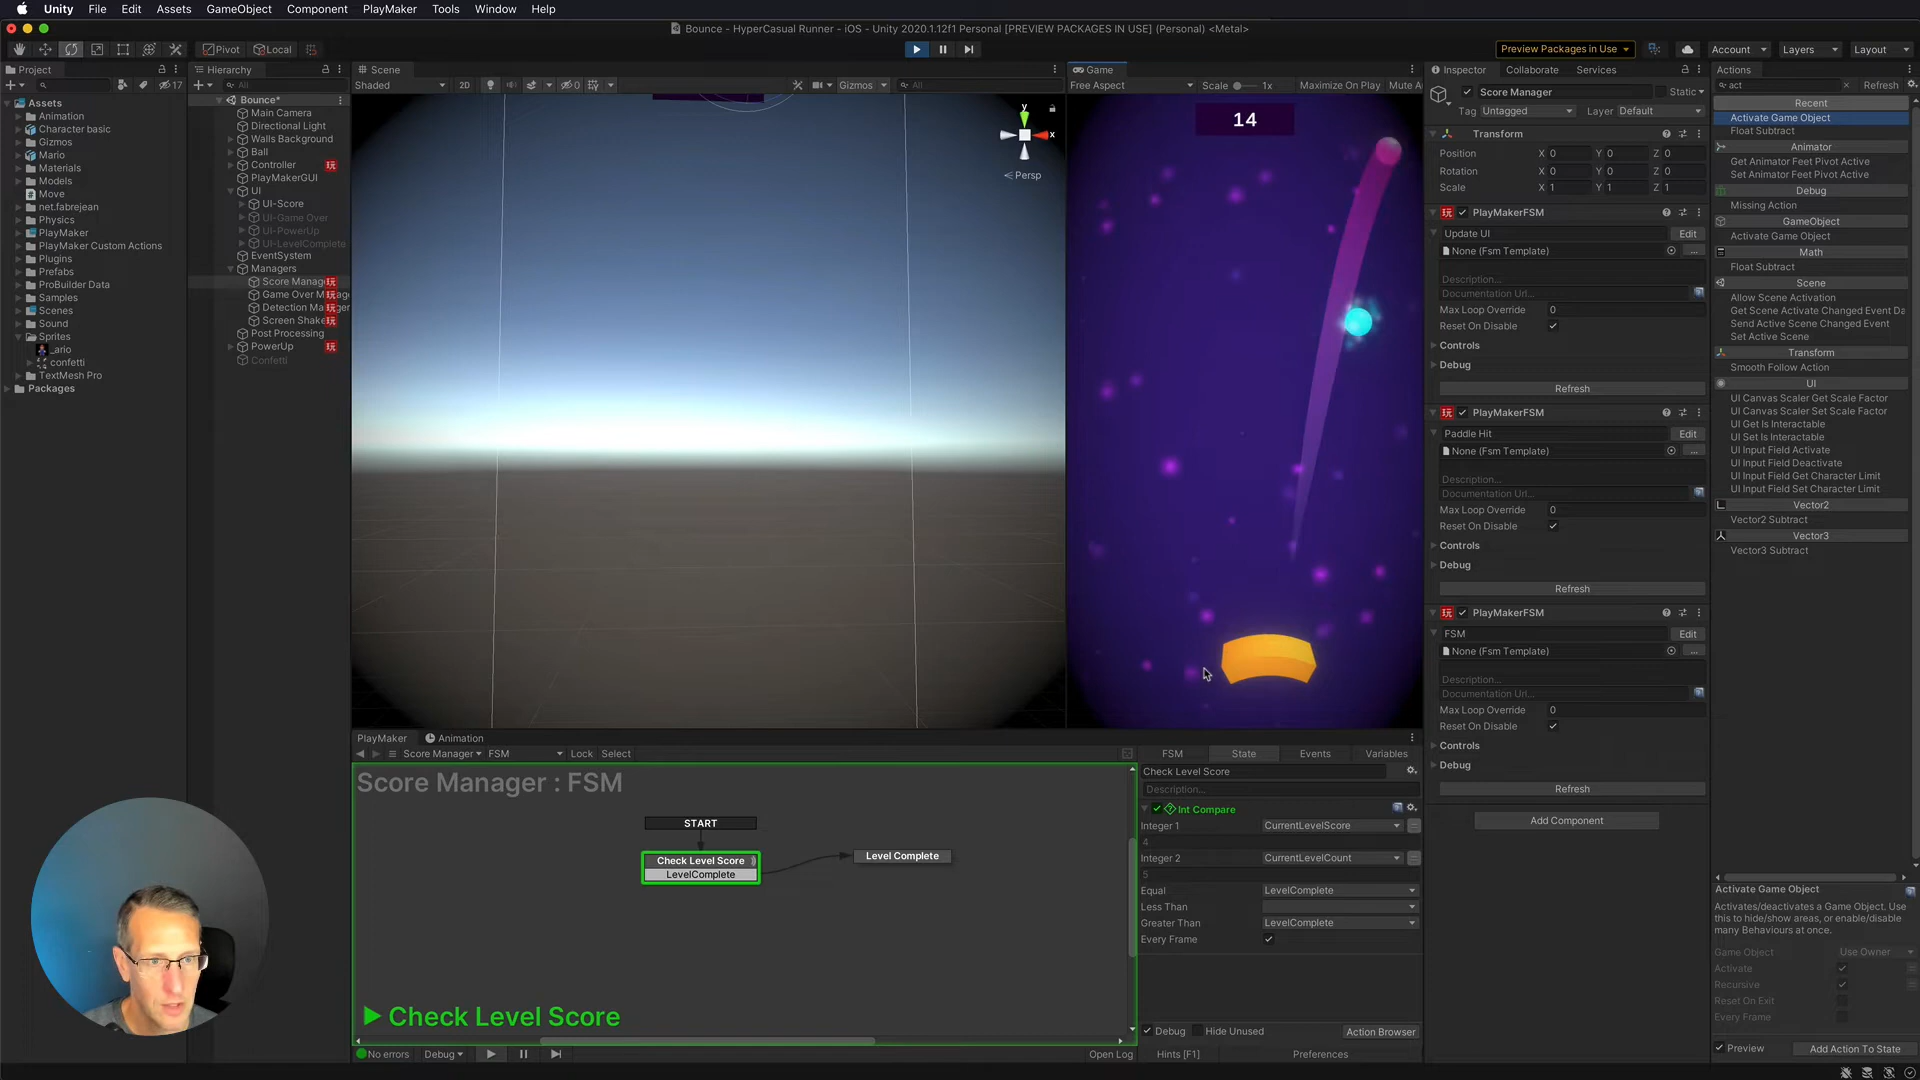 Unity File Edit Assets GameObject Component PlayMaker Tools Window Help
Bounce - HyperCasual Runner - iOS - Unity 2020.1.12f1 Personal [PREVIEW PACKAGES IN USE] (Personal) <Metal>
Pivot Local Preview Packages in Use Account Layers Layout
Project
17
Assets
Animation
Character basic
Gizmos
Mario
Materials
Models
Move
net.fabrejean
Physics
PlayMaker
PlayMaker Custom Actions
Plugins
Prefabs
ProBuilder Data
Samples
Scenes
Sound
Sprites
_ario
confetti
TextMesh Pro
Packages
Hierarchy
All
Bounce*
Main Camera
Directional Light
Walls Background
Ball
Controller
PlayMakerGUI
UI
UI-Score
UI-Game Over
UI-PowerUp
UI-LevelComplete
EventSystem
Managers
Score Manag
Game Over M
Detection Ma
Screen Shake
Post Processing
PowerUp
Confetti
Scene
Shaded 2D 0 Gizmos All
y
x
Persp
Game
Free Aspect Scale 1x Maximize On Play Mute Au
14
PlayMaker Animation
Score Manager FSM Lock Select
Score Manager : FSM
START
Check Level Score
LevelComplete
Level Complete
Check Level Score
No errors Debug Open Log
FSM State Events Variables
Check Level Score
Description...
Int Compare
Integer 1 CurrentLevelScore
4
Integer 2 CurrentLevelCount
5
Equal LevelComplete
Less Than
Greater Than LevelComplete
Every Frame
Debug Hide Unused Action Browser
Hints [F1] Preferences
Inspector Collaborate Services
Score Manager Static
Tag Untagged Layer Default
Transform
Position X 0 Y 0 Z 0
Rotation X 0 Y 0 Z 0
Scale X 1 Y 1 Z 1
PlayMakerFSM
Update UI Edit
None (Fsm Template) ...
Description...
Documentation Url...
Max Loop Override 0
Reset On Disable
Controls
Debug
Refresh
PlayMakerFSM
Paddle Hit Edit
None (Fsm Template) ...
Description...
Documentation Url...
Max Loop Override 0
Reset On Disable
Controls
Debug
Refresh
PlayMakerFSM
FSM Edit
None (Fsm Template) ...
Description...
Documentation Url...
Max Loop Override 0
Reset On Disable
Controls
Debug
Refresh
Add Component
Actions
act Refresh
Recent
Activate Game Object
Float Subtract
Animator
Get Animator Feet Pivot Active
Set Animator Feet Pivot Active
Debug
Missing Action
GameObject
Activate Game Object
Math
Float Subtract
Scene
Allow Scene Activation
Get Scene Activate Changed Event Da
Send Active Scene Changed Event
Set Active Scene
Transform
Smooth Follow Action
UI
UI Canvas Scaler Get Scale Factor
UI Canvas Scaler Set Scale Factor
UI Get Is Interactable
UI Set Is Interactable
UI Input Field Activate
UI Input Field Deactivate
UI Input Field Get Character Limit
UI Input Field Set Character Limit
Vector2
Vector2 Subtract
Vector3
Vector3 Subtract
Activate Game Object
Activates/deactivates a Game Object. Use
this to hide/show areas, or enable/disable
many Behaviours at once.
Game Object Use Owner
Activate
Recursive
Reset On Exit
Every Frame
Preview Add Action To State